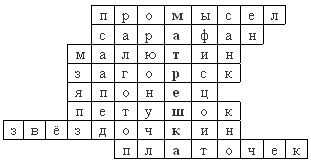 промысел
сарафан
малютин
загорск
японец
петушок
звёздочкин
платочек